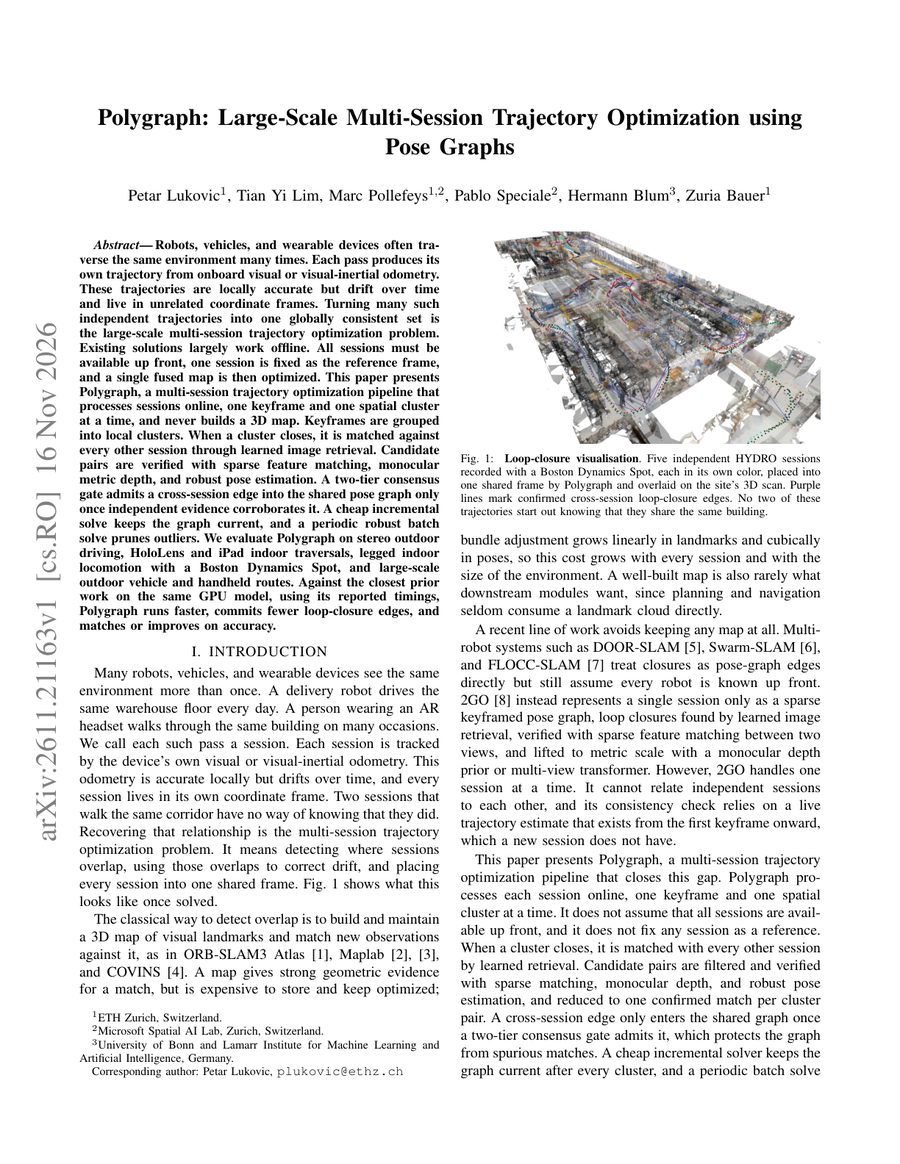 Polygraph: Large-Scale Multi-Session Trajectory Optimization using
Pose Graphs
Petar Lukovic1, Tian Yi Lim, Marc Pollefeys1,2, Pablo Speciale2, Hermann Blum3, Zuria Bauer1
arXiv:2611.21163v1 [cs.RO] 16 Nov 2026
Abstract— Robots, vehicles, and wearable devices often tra-
verse the same environment many times. Each pass produces its
own trajectory from onboard visual or visual-inertial odometry.
These trajectories are locally accurate but drift over time
and live in unrelated coordinate frames. Turning many such
independent trajectories into one globally consistent set is
the large-scale multi-session trajectory optimization problem.
Existing solutions largely work offline. All sessions must be
available up front, one session is fixed as the reference frame,
and a single fused map is then optimized. This paper presents
Polygraph, a multi-session trajectory optimization pipeline that
processes sessions online, one keyframe and one spatial cluster
at a time, and never builds a 3D map. Keyframes are grouped
into local clusters. When a cluster closes, it is matched against
every other session through learned image retrieval. Candidate
pairs are verified with sparse feature matching, monocular
metric depth, and robust pose estimation. A two-tier consensus
gate admits a cross-session edge into the shared pose graph only
once independent evidence corroborates it. A cheap incremental
solve keeps the graph current, and a periodic robust batch
solve prunes outliers. We evaluate Polygraph on stereo outdoor
driving, HoloLens and iPad indoor traversals, legged indoor
locomotion with a Boston Dynamics Spot, and large-scale
outdoor vehicle and handheld routes. Against the closest prior
work on the same GPU model, using its reported timings,
Polygraph runs faster, commits fewer loop-closure edges, and
matches or improves on accuracy.
I. INTRODUCTION
Many robots, vehicles, and wearable devices see the same
environment more than once. A delivery robot drives the
same warehouse floor every day. A person wearing an AR
headset walks through the same building on many occasions.
We call each such pass a session. Each session is tracked
by the device's own visual or visual-inertial odometry. This
odometry is accurate locally but drifts over time, and every
session lives in its own coordinate frame. Two sessions that
walk the same corridor have no way of knowing that they did.
Recovering that relationship is the multi-session trajectory
optimization problem. It means detecting where sessions
overlap, using those overlaps to correct drift, and placing
every session into one shared frame. Fig. 1 shows what this
looks like once solved.
The classical way to detect overlap is to build and maintain
a 3D map of visual landmarks and match new observations
against it, as in ORB-SLAM3 Atlas [1], Maplab [2], [3],
and COVINS [4]. A map gives strong geometric evidence
for a match, but is expensive to store and keep optimized;
1ETH Zurich, Switzerland.
2Microsoft Spatial AI Lab, Zurich, Switzerland.
3University of Bonn and Lamarr Institute for Machine Learning and
Artificial Intelligence, Germany.
Corresponding author: Petar Lukovic, plukovic@ethz.ch
Fig. 1: Loop-closure visualisation. Five independent HYDRO sessions
recorded with a Boston Dynamics Spot, each in its own color, placed into
one shared frame by Polygraph and overlaid on the site's 3D scan. Purple
lines mark confirmed cross-session loop-closure edges. No two of these
trajectories start out knowing that they share the same building.
bundle adjustment grows linearly in landmarks and cubically
in poses, so this cost grows with every session and with the
size of the environment. A well-built map is also rarely what
downstream modules want, since planning and navigation
seldom consume a landmark cloud directly.
A recent line of work avoids keeping any map at all. Multi-
robot systems such as DOOR-SLAM [5], Swarm-SLAM [6],
and FLOCC-SLAM [7] treat closures as pose-graph edges
directly but still assume every robot is known up front.
2GO [8] instead represents a single session only as a sparse
keyframed pose graph, loop closures found by learned image
retrieval, verified with sparse feature matching between two
views, and lifted to metric scale with a monocular depth
prior or multi-view transformer. However, 2GO handles one
session at a time. It cannot relate independent sessions
to each other, and its consistency check relies on a live
trajectory estimate that exists from the first keyframe onward,
which a new session does not have.
This paper presents Polygraph, a multi-session trajectory
optimization pipeline that closes this gap. Polygraph pro-
cesses each session online, one keyframe and one spatial
cluster at a time. It does not assume that all sessions are avail-
able up front, and it does not fix any session as a reference.
When a cluster closes, it is matched with every other session
by learned retrieval. Candidate pairs are filtered and verified
with sparse matching, monocular depth, and robust pose
estimation, and reduced to one confirmed match per cluster
pair. A cross-session edge only enters the shared graph once
a two-tier consensus gate admits it, which protects the graph
from spurious matches. A cheap incremental solver keeps the
graph current after every cluster, and a periodic batch solve